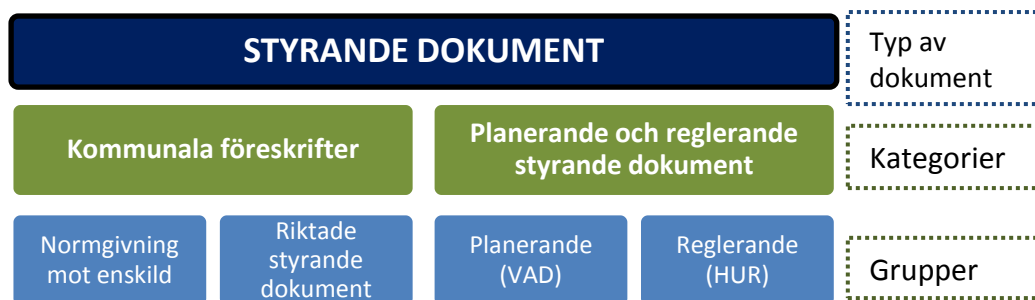 STYRANDE DOKUMENT
Typ av
dokument
Kommunala föreskrifter
Planerande och reglerande
styrande dokument
Kategorier
Normgivning
mot enskild
Riktade
styrande
dokument
Planerande
(VAD)
Reglerande
(HUR)
Grupper